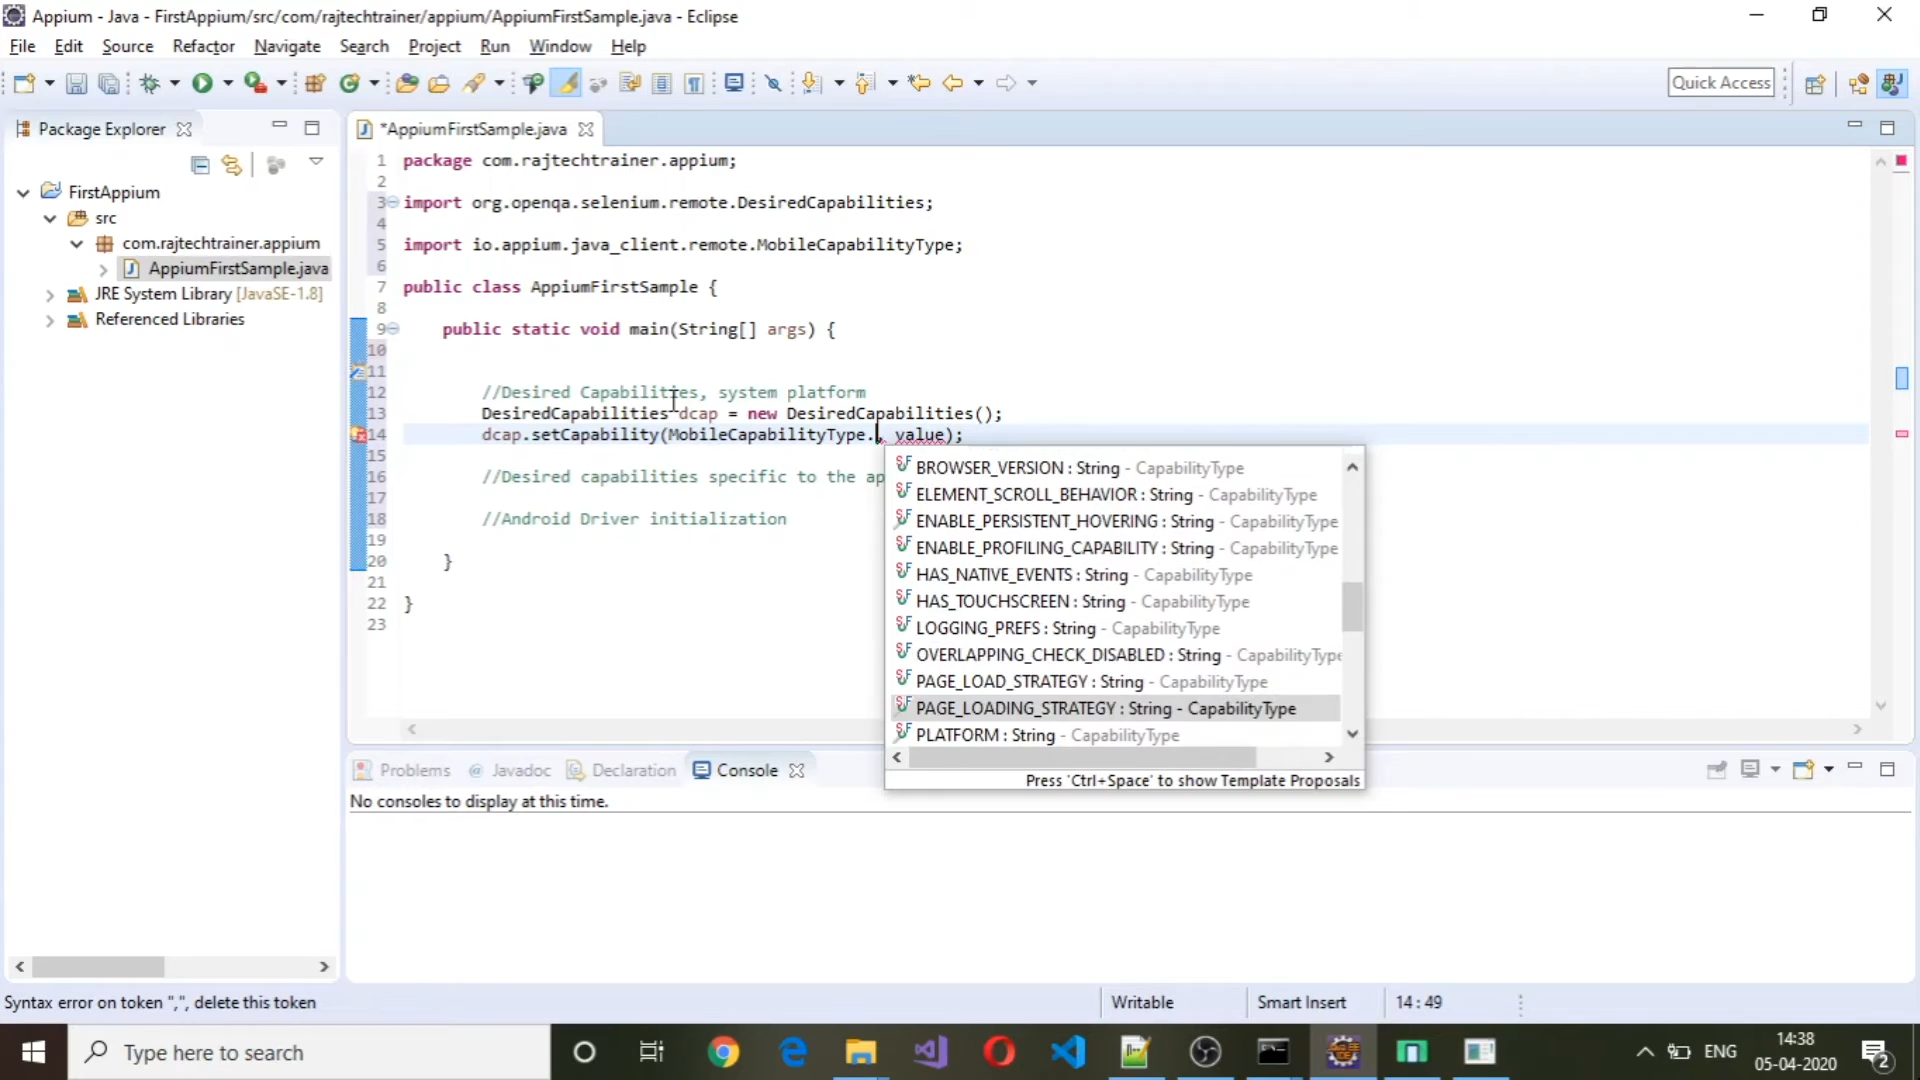 Appium - Java - FirstAppium/src/com/rajtechtrainer/appium/AppiumFirstSample.java - Eclipse
File Edit Source Refactor Navigate Search Project Run Window Help
Quick Access
Package Explorer
*AppiumFirstSample.java
FirstAppium
src
com.rajtechtrainer.appium
AppiumFirstSample.java
JRE System Library [JavaSE-1.8]
Referenced Libraries
1 package com.rajtechtrainer.appium;
2
3 import org.openqa.selenium.remote.DesiredCapabilities;
4
5 import io.appium.java_client.remote.MobileCapabilityType;
6
7 public class AppiumFirstSample {
8
9 public static void main(String[] args) {
10
11
12 //Desired Capabilities, system platform
13 DesiredCapabilities dcap = new DesiredCapabilities();
14 dcap.setCapability(MobileCapabilityType., value);
15
16 //Desired capabilities specific to the ap
17
18 //Android Driver initialization
19
20 }
21
22 }
23
BROWSER_VERSION : String - CapabilityType
ELEMENT_SCROLL_BEHAVIOR : String - CapabilityType
ENABLE_PERSISTENT_HOVERING : String - CapabilityType
ENABLE_PROFILING_CAPABILITY : String - CapabilityType
HAS_NATIVE_EVENTS : String - CapabilityType
HAS_TOUCHSCREEN : String - CapabilityType
LOGGING_PREFS : String - CapabilityType
OVERLAPPING_CHECK_DISABLED : String - CapabilityType
PAGE_LOAD_STRATEGY : String - CapabilityType
PAGE_LOADING_STRATEGY : String - CapabilityType
PLATFORM : String - CapabilityType
Press 'Ctrl+Space' to show Template Proposals
Problems @ Javadoc Declaration Console
No consoles to display at this time.
Syntax error on token ",", delete this token
Writable Smart Insert 14 : 49
Type here to search
ENG
14:38
05-04-2020
2